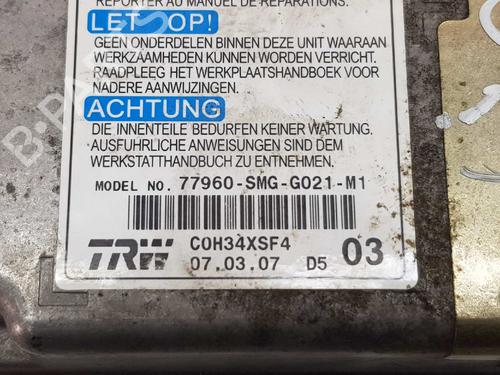 REPORTER AU MANUEL DE RÉPARATIONS.
LET OP!
GEEN ONDERDELEN BINNEN DEZE UNIT WAARAAN
WERKZAAMHEDEN KUNNEN WORDEN VERRICHT.
RAADPLEEG HET WERKPLAATSHANDBOEK VOOR
NADERE AANWIJZINGEN.
ACHTUNG
DIE INNENTEILE BEDURFEN KEINER WARTUNG.
AUSFUHRLICHE ANWEISUNGEN SIND DEM
WERKSTATTHANDBUCH ZU ENTNEHMEN.
MODEL NO. 77960-SMG-G021-M1
TRW C0H34XSF4
07.03.07 D5 03